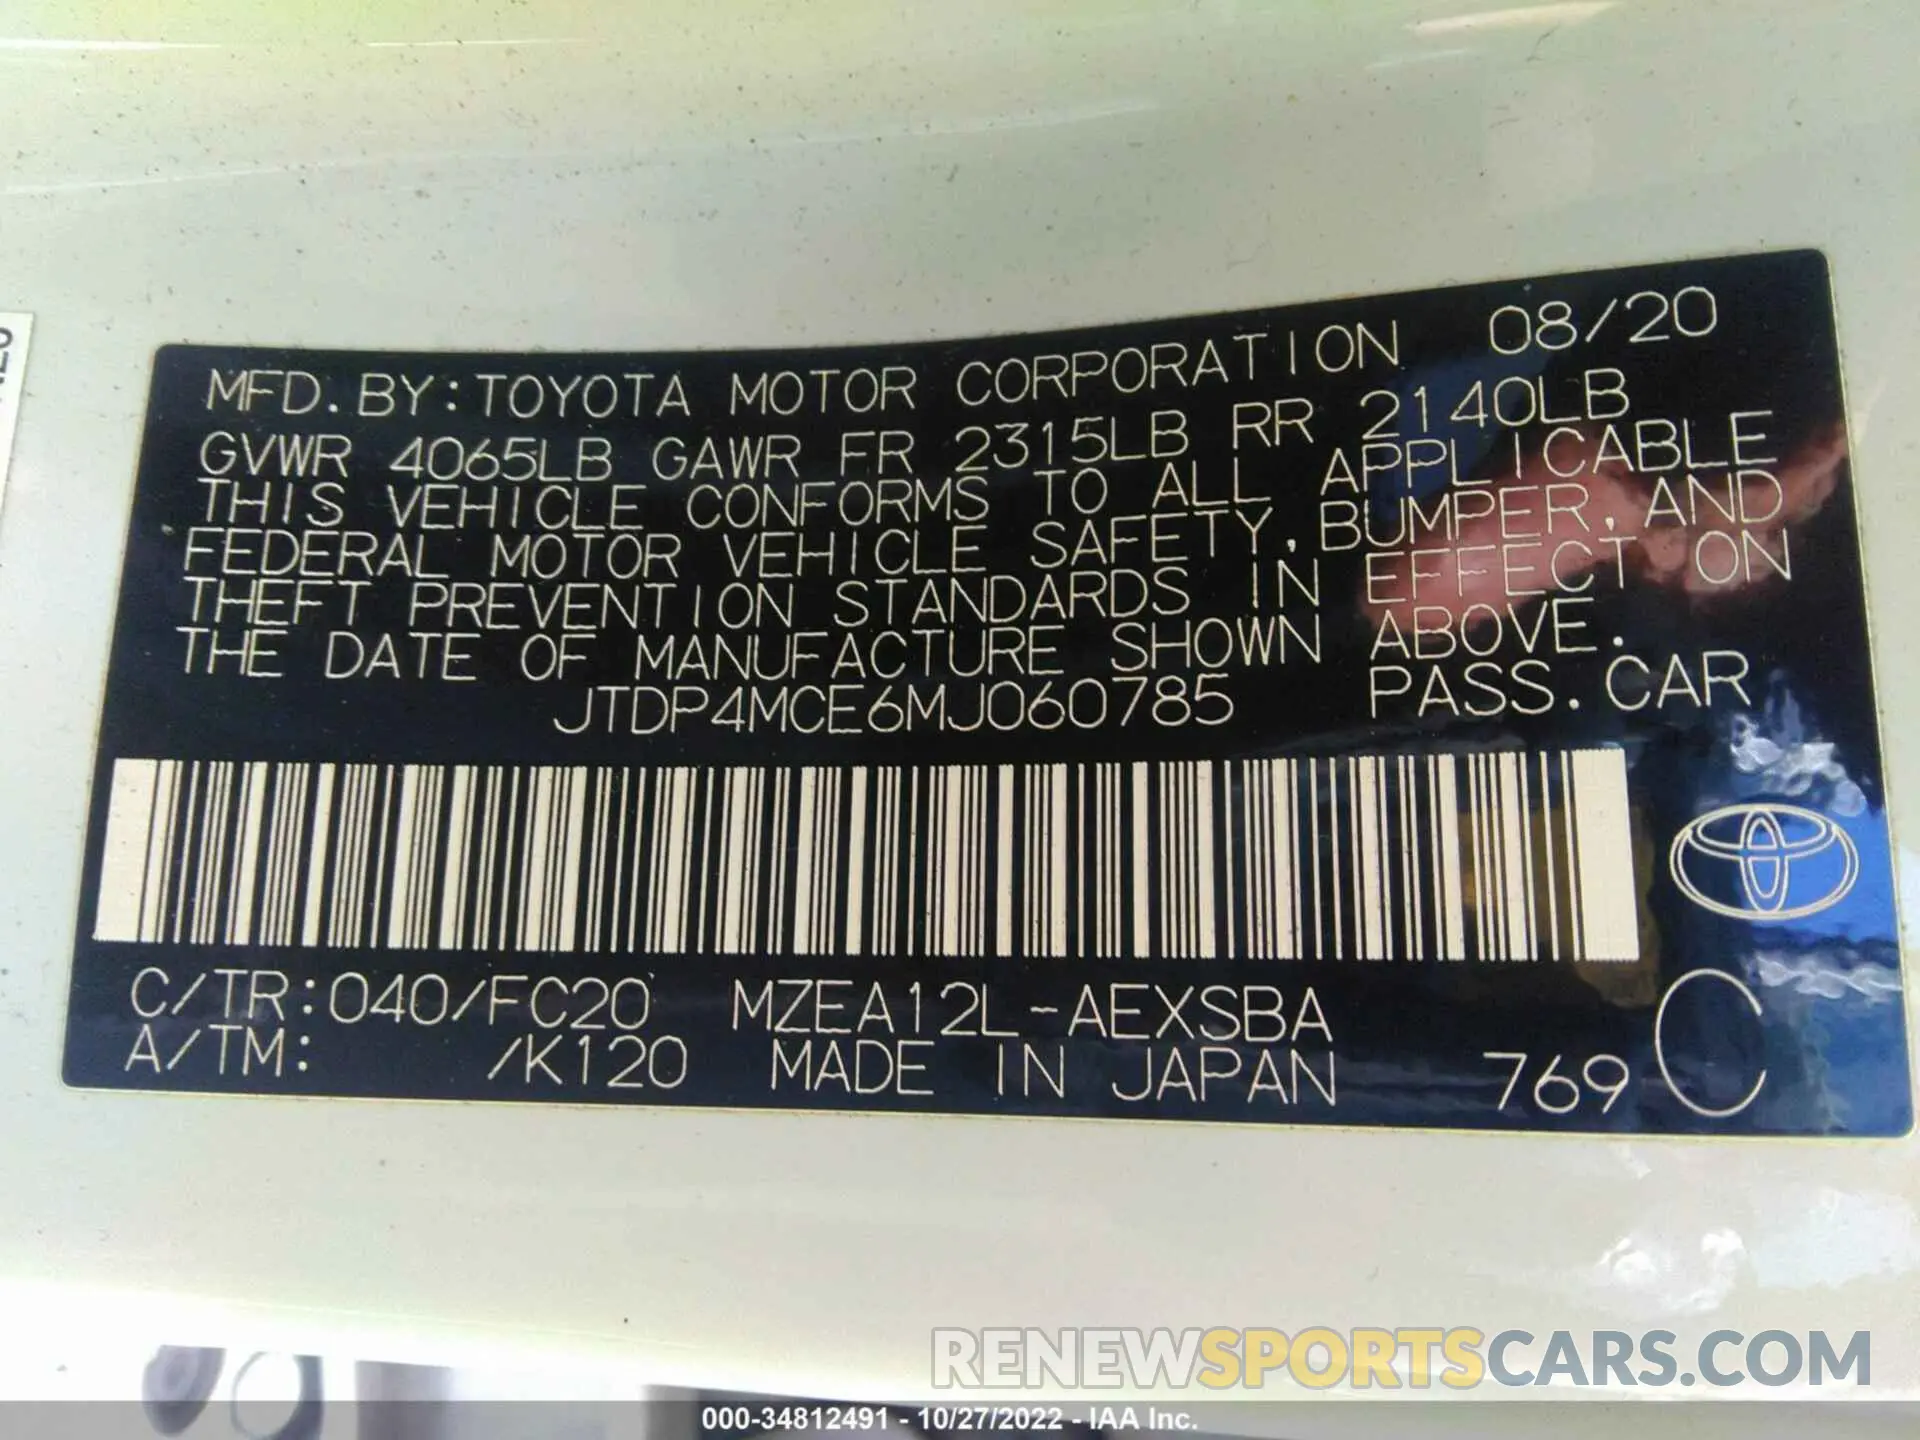 MFD. BY: TOYOTA MOTOR CORPORATION 08/20
GVWR 4065LB GAWR FR 2315LB RR 2140LB
THIS VEHICLE CONFORMS TO ALL APPLICABLE
FEDERAL MOTOR VEHICLE SAFETY, BUMPER, AND
THEFT PREVENTION STANDARDS IN EFFECT ON
THE DATE OF MANUFACTURE SHOWN ABOVE.
JTDP4MCE6MJ060785 PASS. CAR
C/TR:040/FC20 MZEA12L-AEXSBA
A/TM: /K120 MADE IN JAPAN 769 C
RENEWSPORTSCARS.COM
000-34812491 - 10/27/2022 - IAA Inc.